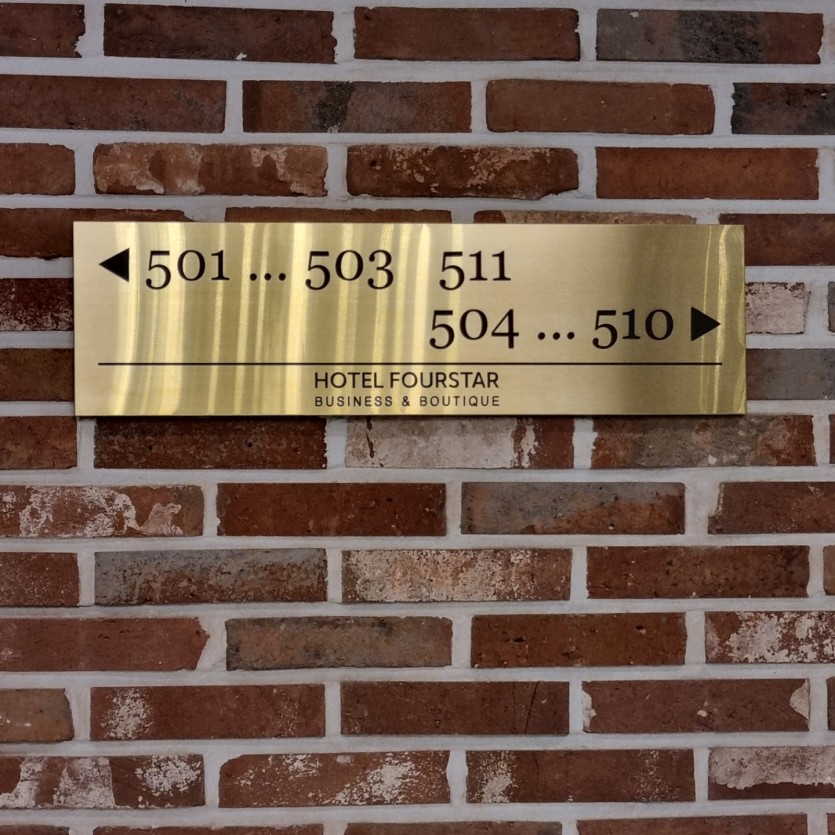 ◀ 501 ... 503 511
504 ... 510 ▶
HOTEL FOURSTAR
BUSINESS & BOUTIQUE